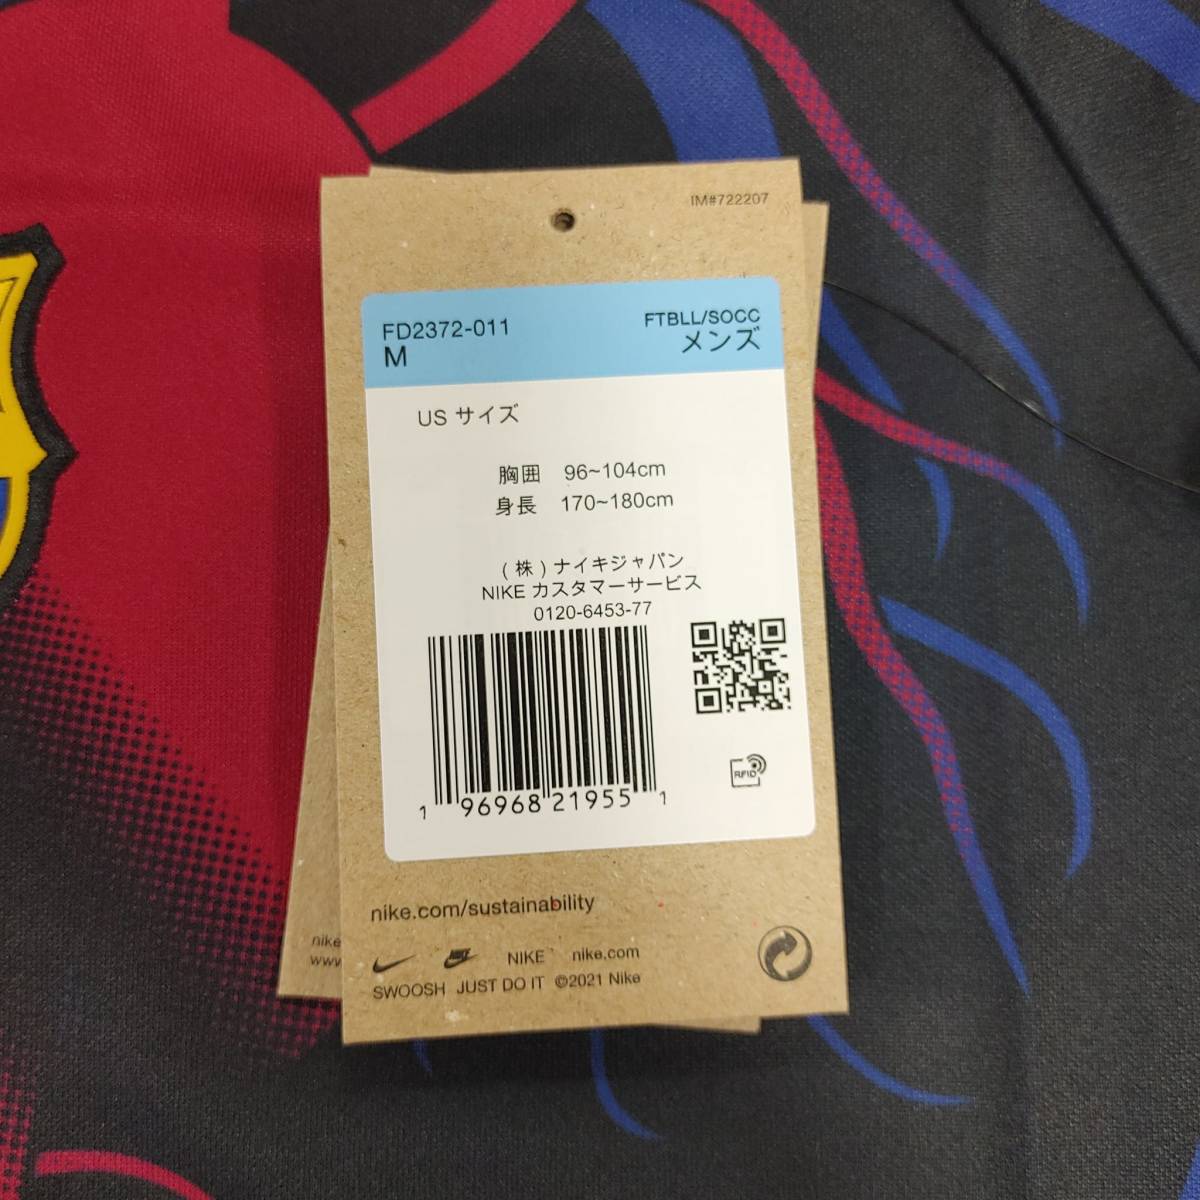 IM#722207
FD2372-011
FTBLL/SOCC
M
メンズ
US サイズ
胸囲 96~104cm
身長 170~180cm
(株)ナイキジャパン
NIKE カスタマーサービス
0120-6453-77
RFID
1 96968 21955 1
nike.com/sustainability
nike
www
NIKE nike.com
SWOOSH JUST DO IT ©2021 Nike